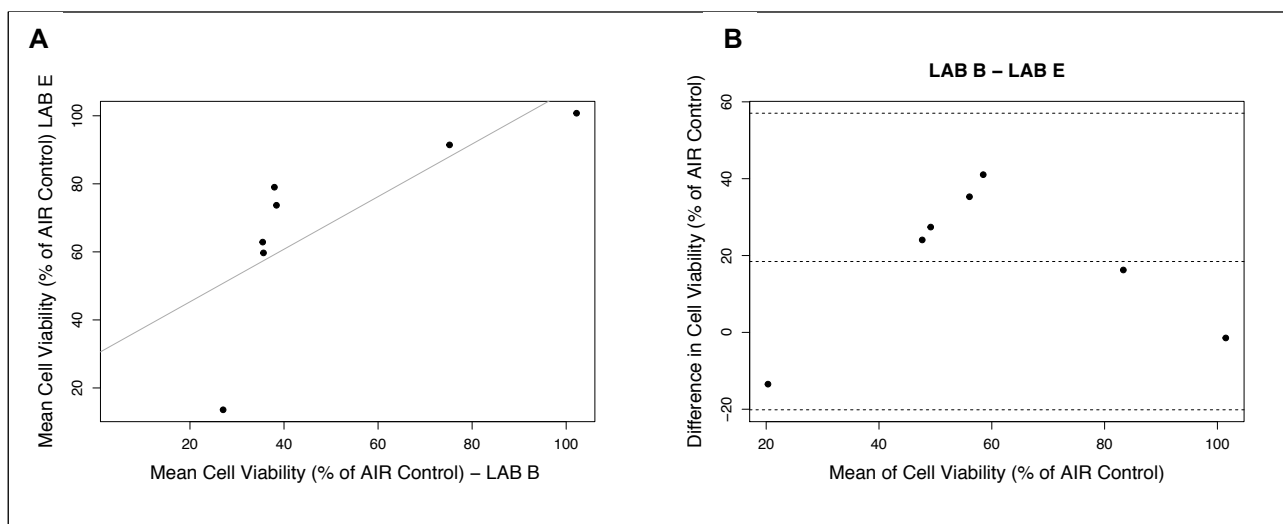 A
Mean Cell Viability (% of AIR Control) LAB E
100
80
60
40
20
20
40
60
80
100
Mean Cell Viability (% of AIR Control) – LAB B
B
LAB B – LAB E
Difference in Cell Viability (% of AIR Control)
60
40
20
0
−20
20
40
60
80
100
Mean of Cell Viability (% of AIR Control)